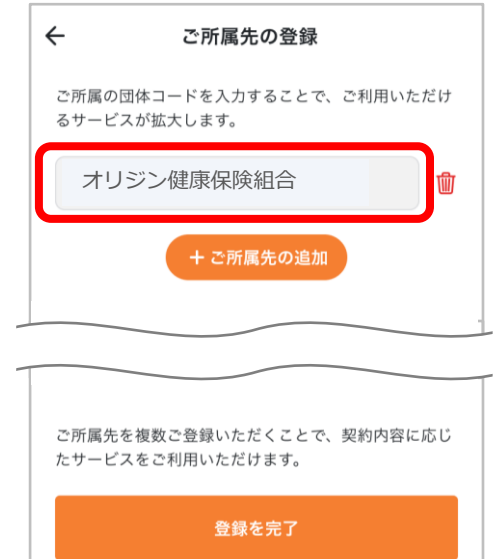 ご所属先の登録
ご所属の団体コードを入力することで、ご利用いただけ
るサービスが拡大します。
オリジン健康保険組合
＋ご所属先の追加
ご所属先を複数ご登録いただくことで、契約内容に応じ
たサービスをご利用いただけます。
登録を完了